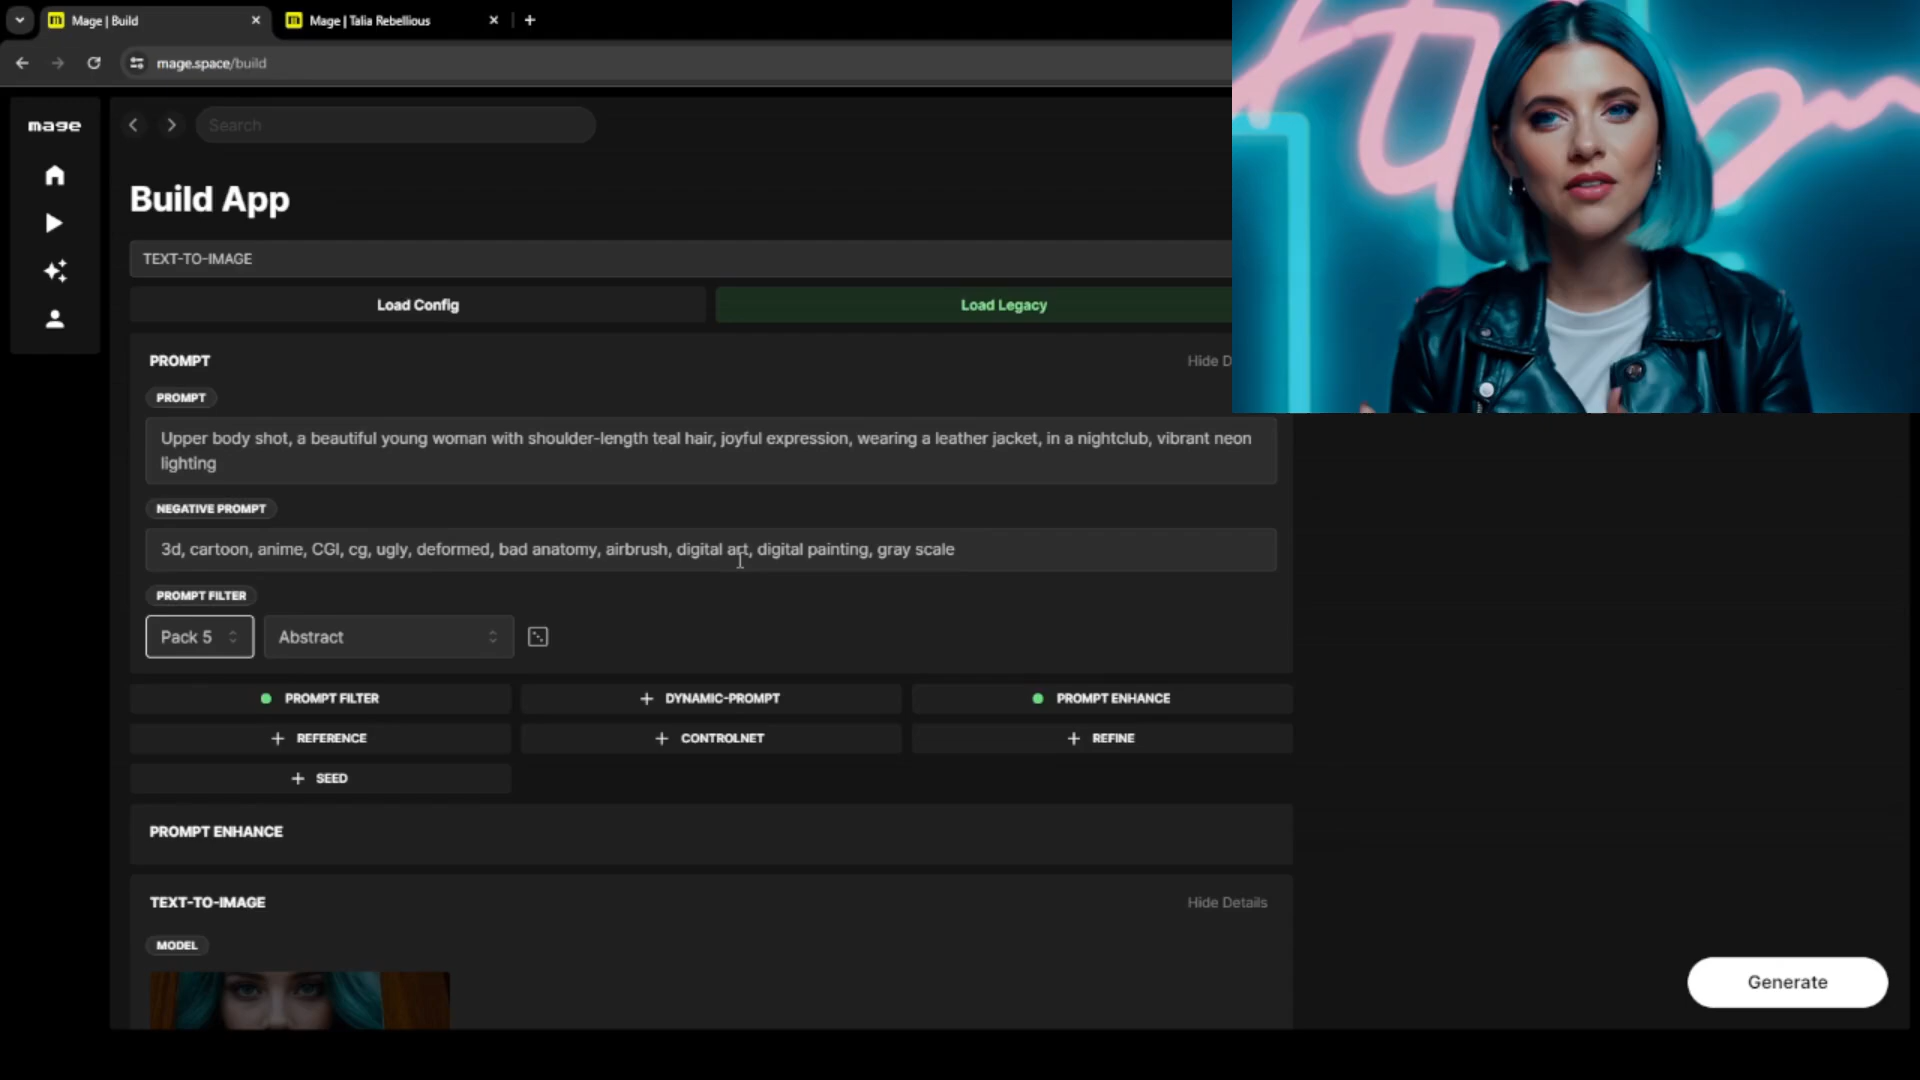 Mage | Build
Mage | Talia Rebellious
mage.space/build
mage
Search
Build App
TEXT-TO-IMAGE
Load Config
Load Legacy
PROMPT
Hide D
PROMPT
Upper body shot, a beautiful young woman with shoulder-length teal hair, joyful expression, wearing a leather jacket, in a nightclub, vibrant neon
lighting
NEGATIVE PROMPT
3d, cartoon, anime, CGI, cg, ugly, deformed, bad anatomy, airbrush, digital art, digital painting, gray scale
PROMPT FILTER
Pack 5
Abstract
PROMPT FILTER
+ DYNAMIC-PROMPT
PROMPT ENHANCE
+ REFERENCE
+ CONTROLNET
+ REFINE
+ SEED
PROMPT ENHANCE
TEXT-TO-IMAGE
Hide Details
MODEL
Generate